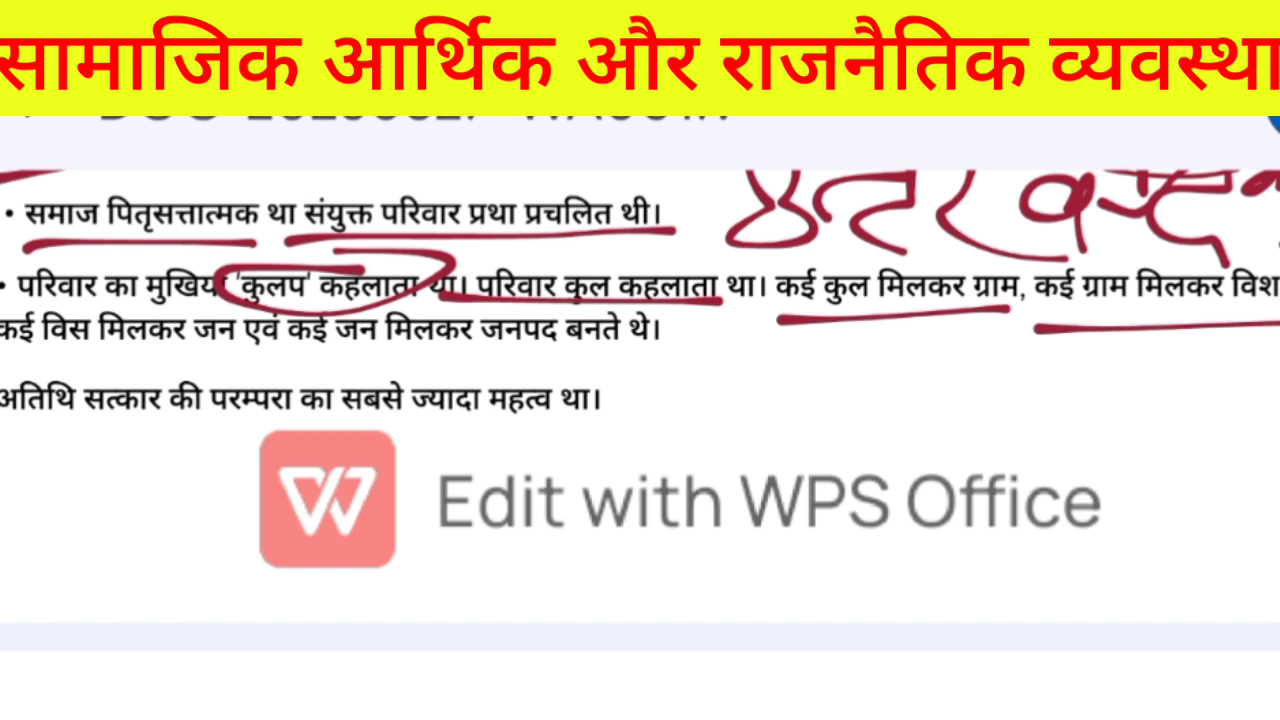 सामाजिक आर्थिक और राजनैतिक व्यवस्था
• समाज पितृसत्तात्मक था संयुक्त परिवार प्रथा प्रचलित थी।
• परिवार का मुखिया 'कुलप' कहलाता था। परिवार कुल कहलाता था। कई कुल मिलकर ग्राम, कई ग्राम मिलकर विश
कई विस मिलकर जन एवं कई जन मिलकर जनपद बनते थे।
अतिथि सत्कार की परम्परा का सबसे ज्यादा महत्व था।
Edit with WPS Office